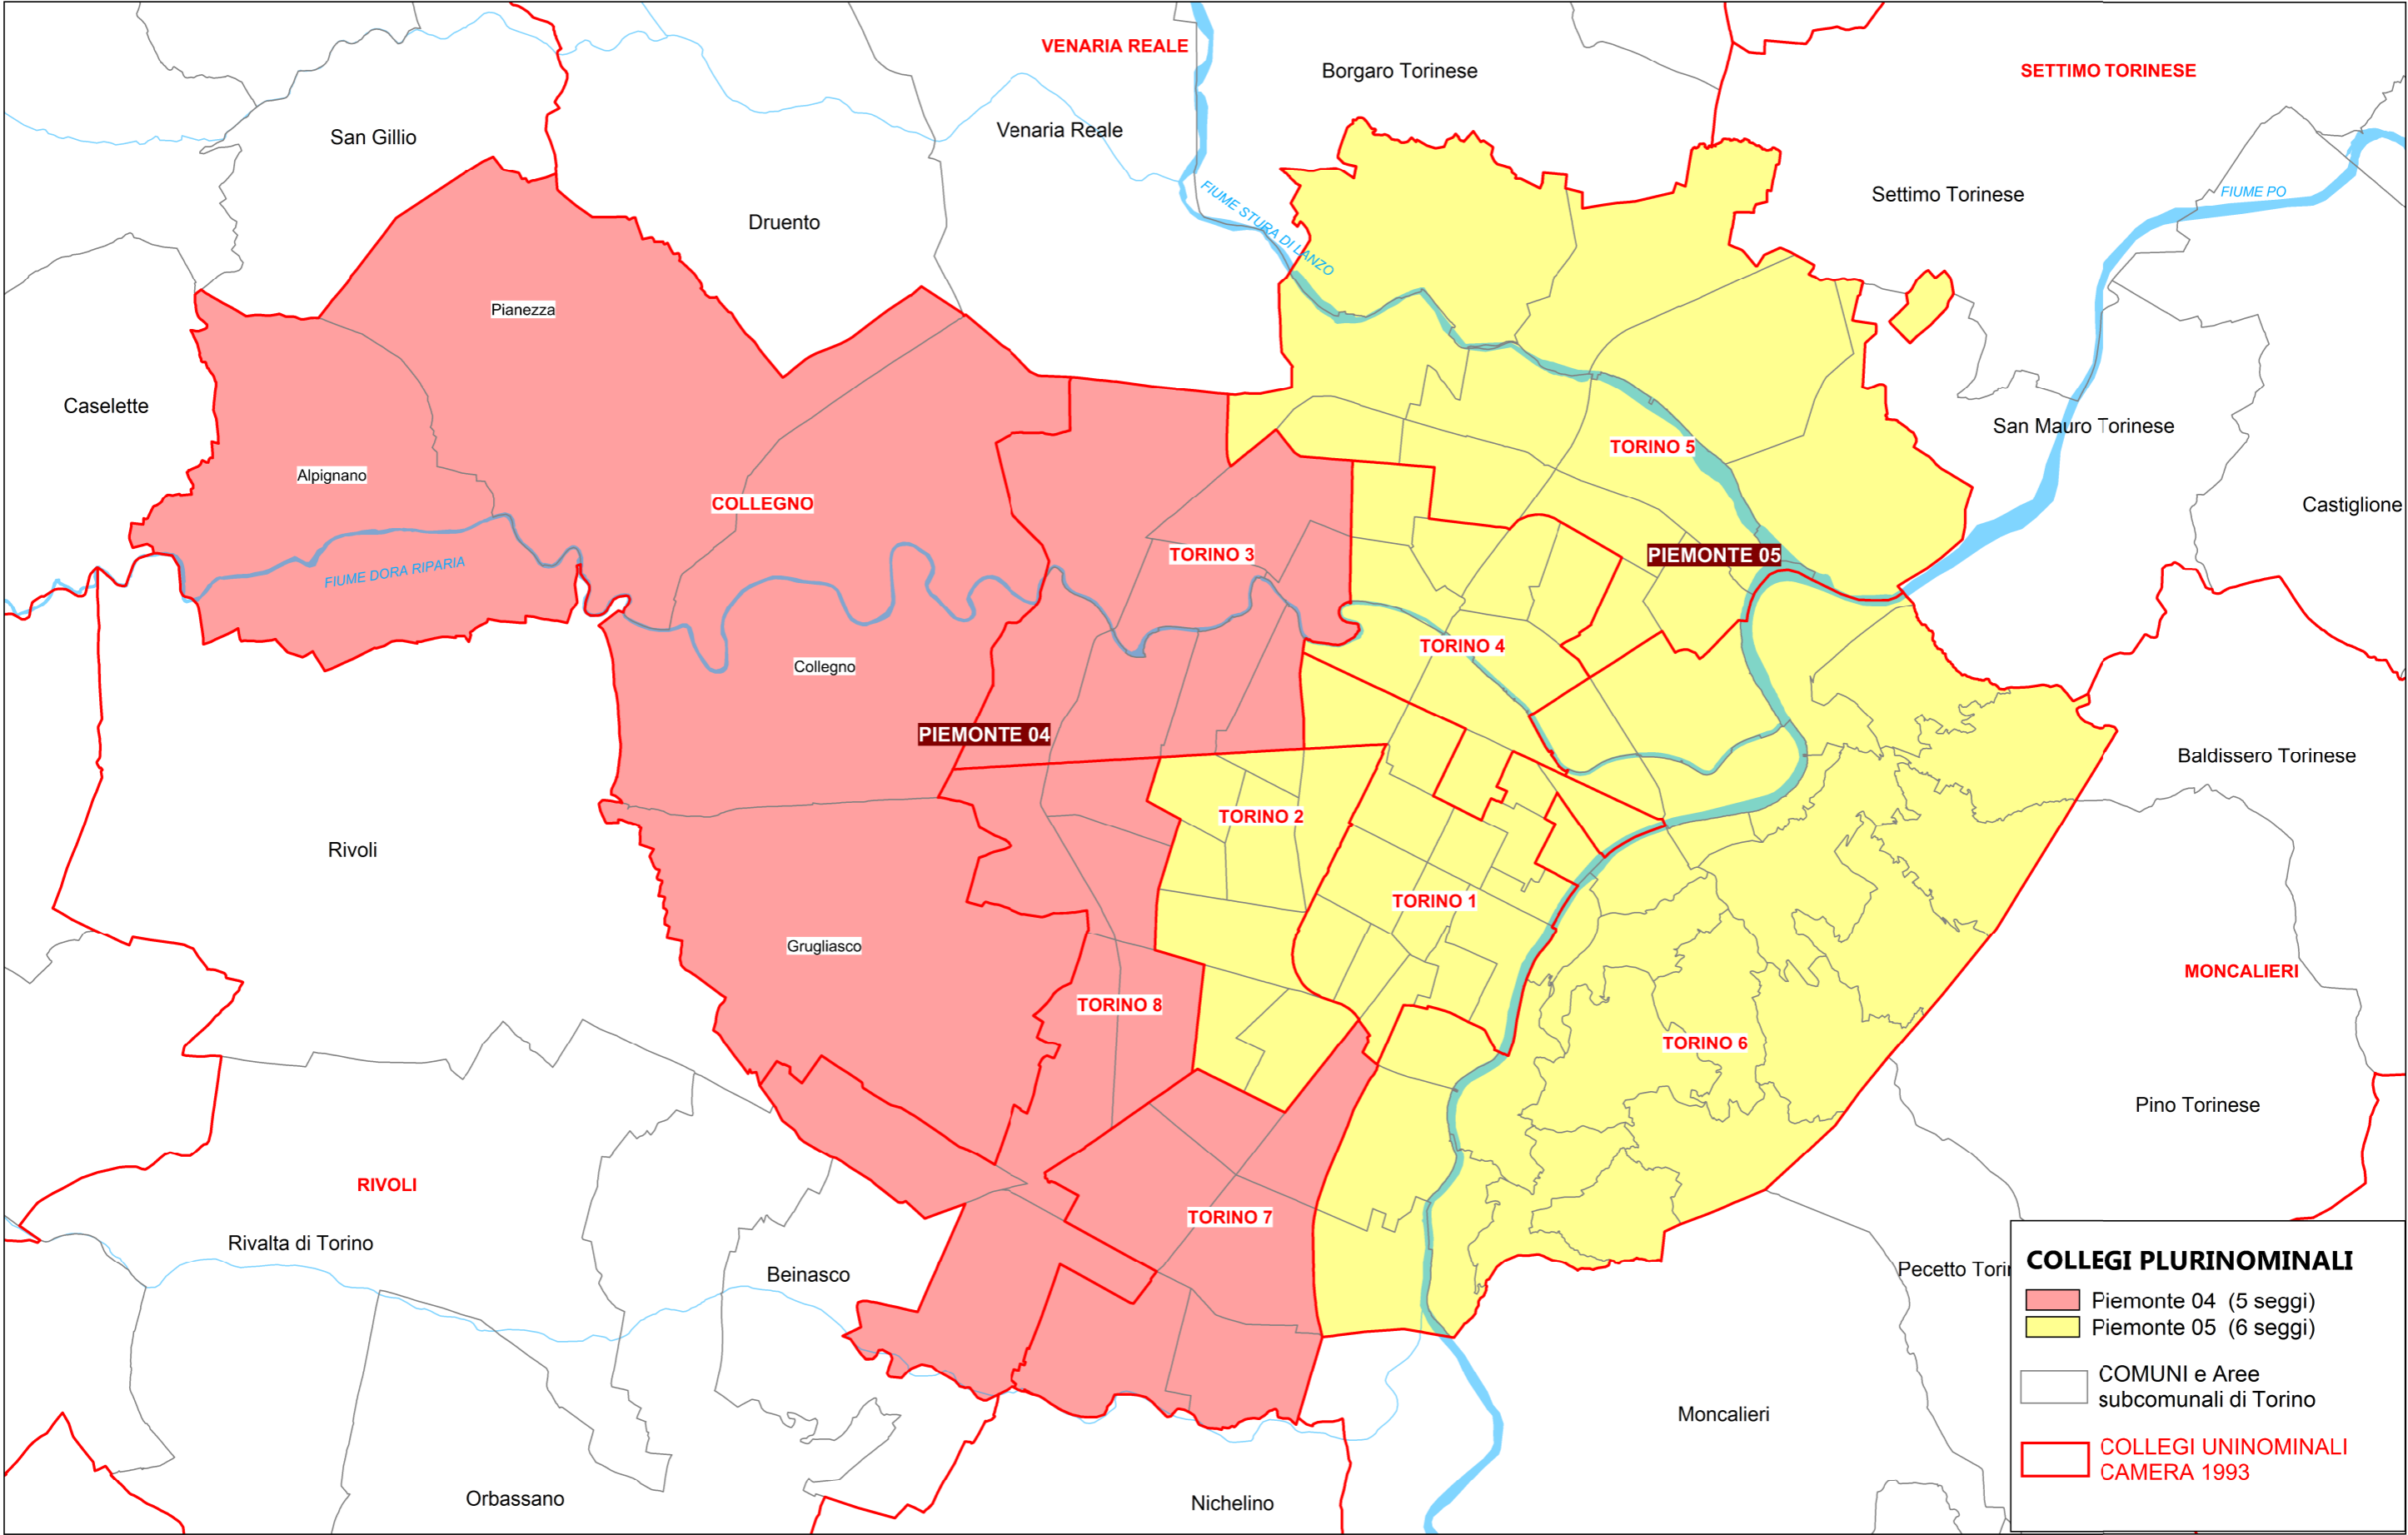 VENARIA REALE
Borgaro Torinese
SETTIMO TORINESE
San Gillio
Venaria Reale
Druento
FIUME STURA DI LANZO
Settimo Torinese
FIUME PO
Pianezza
Caselette
Alpignano
COLLEGNO
TORINO 5
San Mauro Torinese
Castiglione
FIUME DORA RIPARIA
TORINO 3
PIEMONTE 05
TORINO 4
Collegno
PIEMONTE 04
Baldissero Torinese
Rivoli
TORINO 2
TORINO 1
Grugliasco
MONCALIERI
TORINO 8
TORINO 6
Pino Torinese
RIVOLI
TORINO 7
Rivalta di Torino
Beinasco
Pecetto Torin
Moncalieri
Orbassano
Nichelino
COLLEGI PLURINOMINALI
Piemonte 04 (5 seggi)
Piemonte 05 (6 seggi)
COMUNI e Aree
subcomunali di Torino
COLLEGI UNINOMINALI
CAMERA 1993